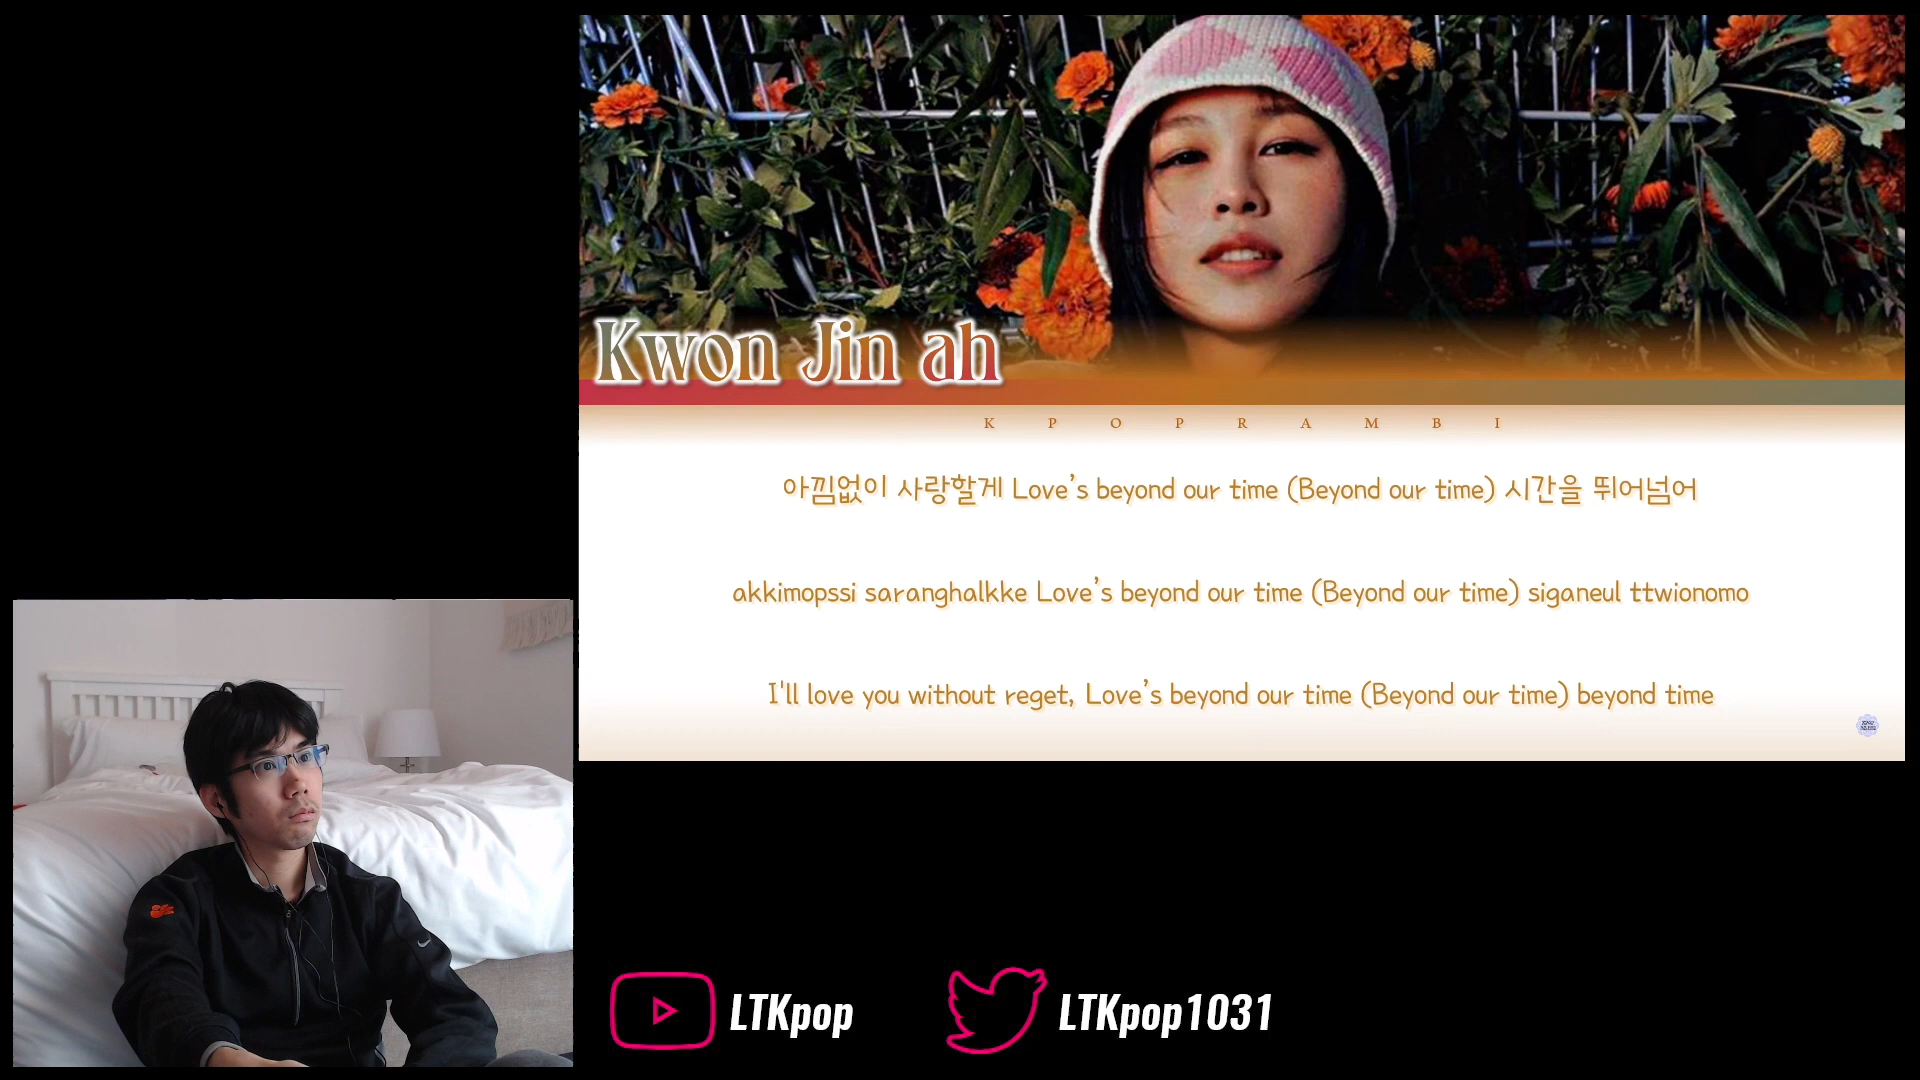 Kwon Jin ah
KPOPRAMBI
아낌없이 사랑할게 Love’s beyond our time (Beyond our time) 시간을 뛰어넘어
akkimopssi saranghalkke Love’s beyond our time (Beyond our time) siganeul ttwionomo
I'll love you without reget, Love’s beyond our time (Beyond our time) beyond time
LTKpop
LTKpop1031